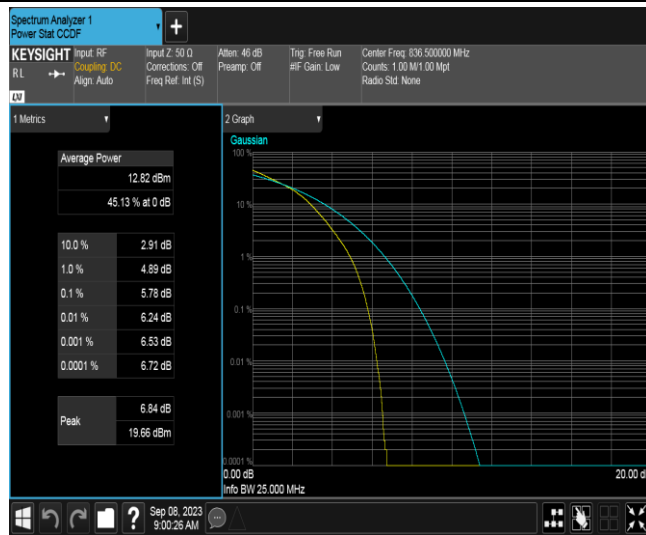 Spectrum Analyzer 1
Power Stat CCDF
+
KEYSIGHT
RL
Input: RF
Coupling: DC
Align: Auto
Input Z: 50 Ω
Corrections: Off
Freq Ref: Int (S)
Atten: 46 dB
Preamp: Off
Trig: Free Run
#IF Gain: Low
Center Freq: 836.500000 MHz
Counts: 1.00 M/1.00 Mpt
Radio Std: None
1 Metrics
Average Power
12.82 dBm
45.13 % at 0 dB
10.0 % 2.91 dB
1.0 % 4.89 dB
0.1 % 5.78 dB
0.01 % 6.24 dB
0.001 % 6.53 dB
0.0001 % 6.72 dB
Peak
6.84 dB
19.66 dBm
2 Graph
Gaussian
100 %
10 %
1 %
0.1 %
0.01 %
0.001 %
0.0001 %
0.00 dB
20.00 d
Info BW 25.000 MHz
?
Sep 08, 2023
9:00:26 AM